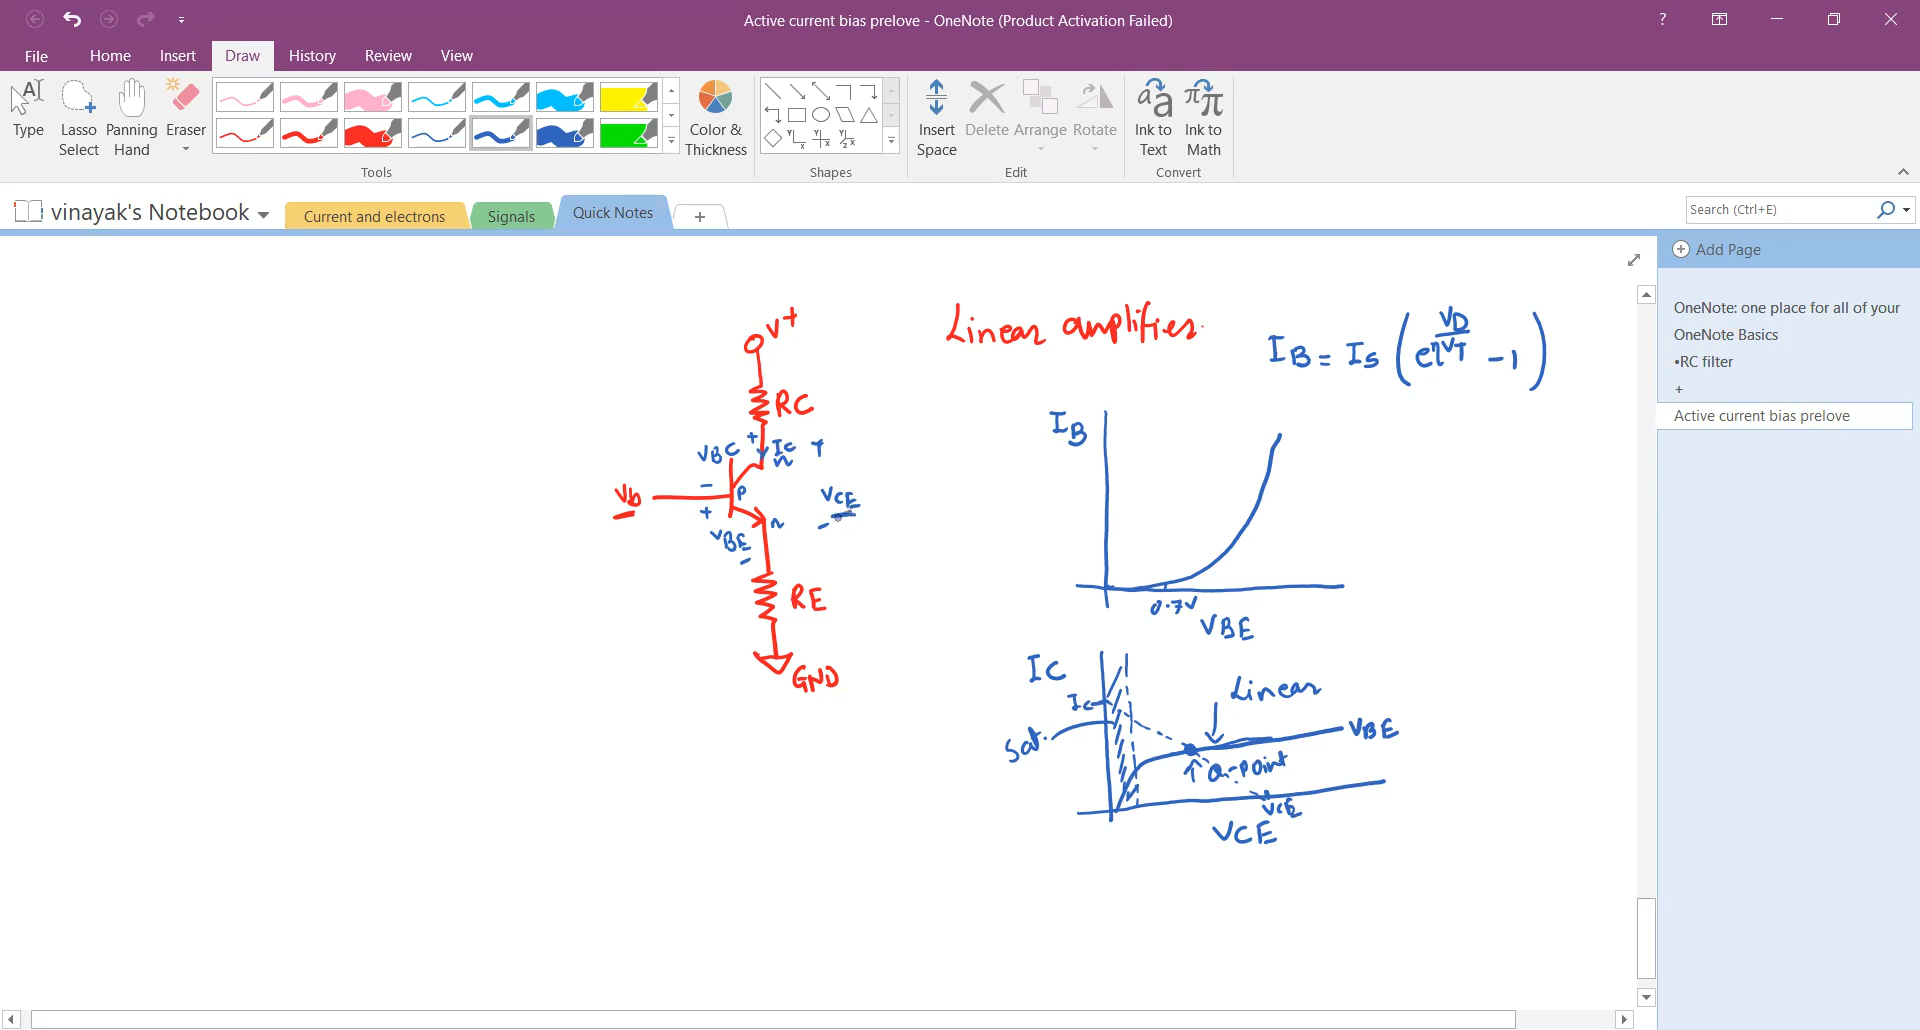 Active current bias prelove - OneNote (Product Activation Failed)
?
File
Home
Insert
Draw
History
Review
View
Type
Lasso Select
Panning Hand
Eraser
Color & Thickness
Insert Space
Delete
Arrange
Rotate
Ink to Text
Ink to Math
Tools
Shapes
Edit
Convert
vinayak's Notebook
Current and electrons
Signals
Quick Notes
+
Search (Ctrl+E)
Add Page
OneNote: one place for all of your
OneNote Basics
•RC filter
+
Active current bias prelove
V+
RC
VBC + IC +
n
-
Vb
P
VCE
+
n
-
VBE
-
RE
GND
Linear amplifier.
IB = IS (e^VD/ηVT - 1)
IB
0.7V
VBE
IC
Ic
Linear
Sat.
VBE
Q-point
VCE
VCE